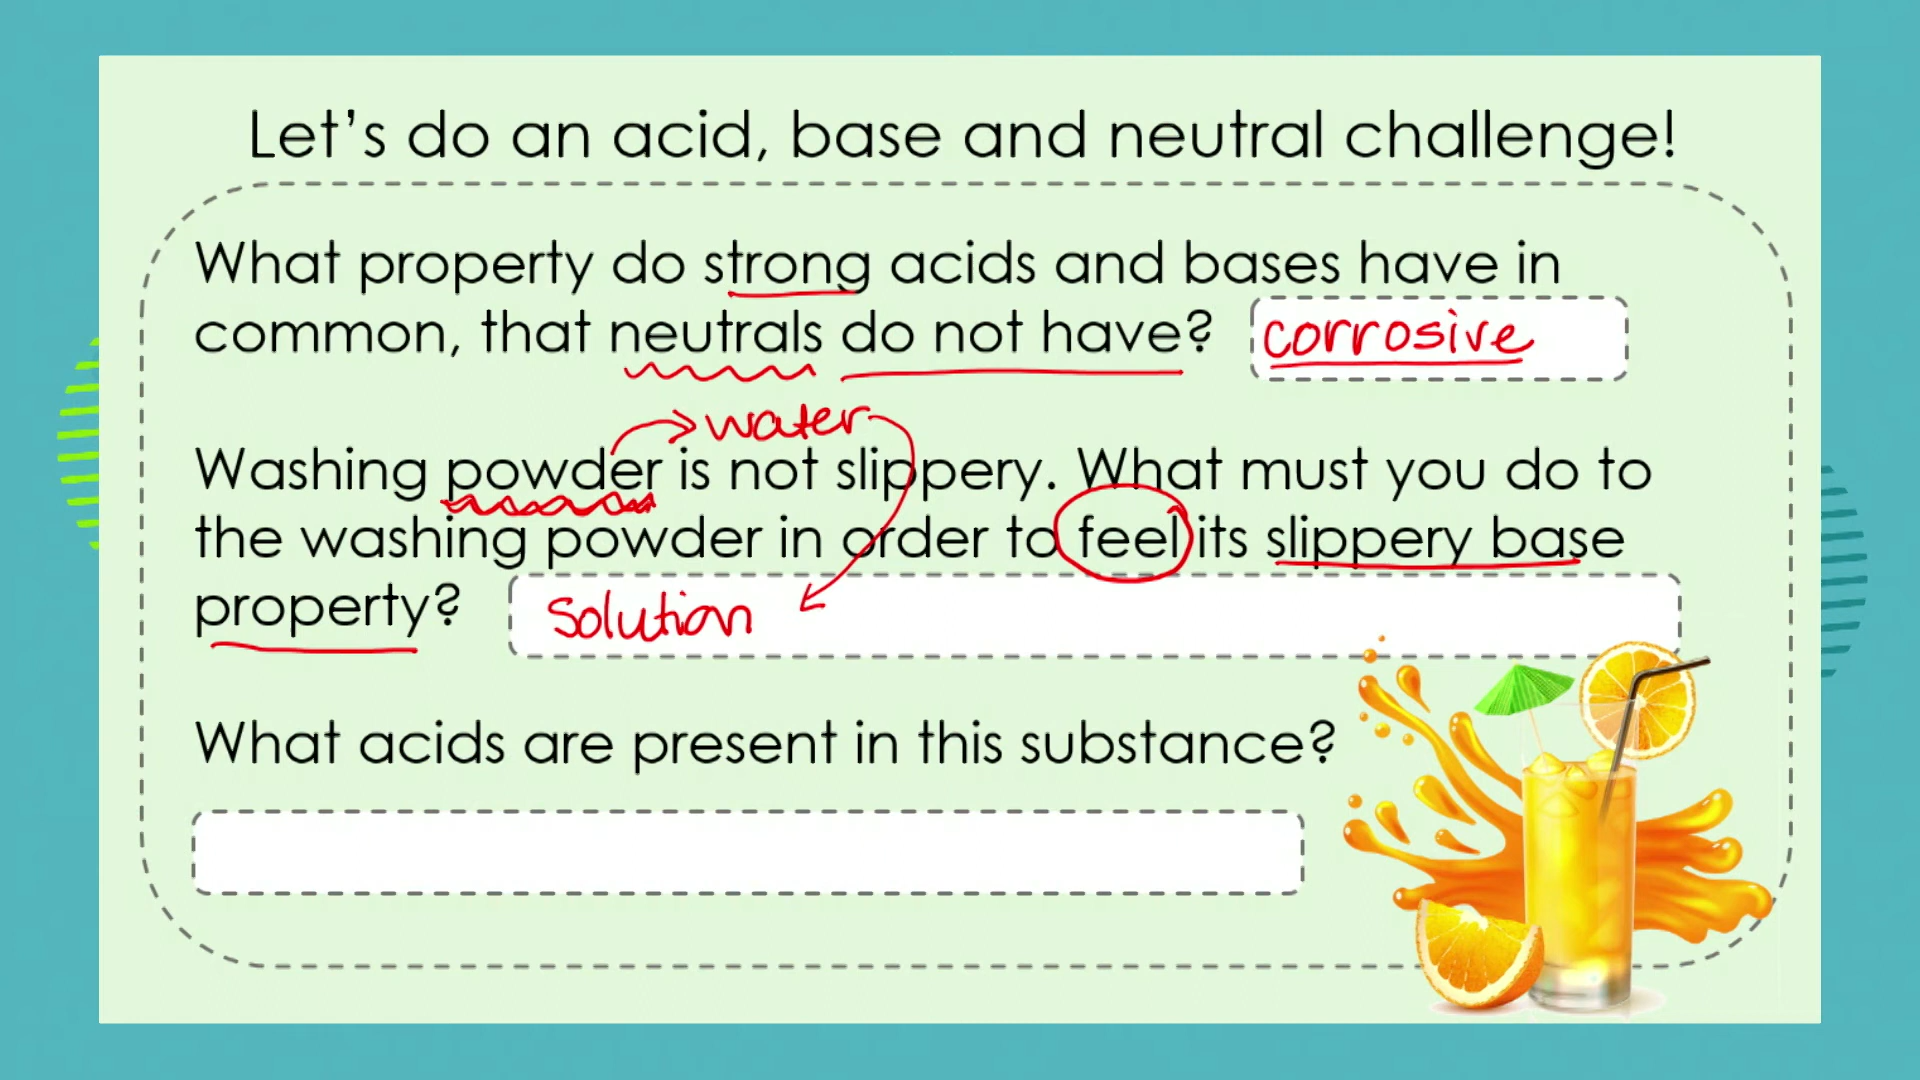 Let's do an acid, base and neutral challenge!
What property do strong acids and bases have in
common, that neutrals do not have? corrosive
water
Washing powder is not slippery. What must you do to
the washing powder in order to feel its slippery base
property? Solution
What acids are present in this substance?